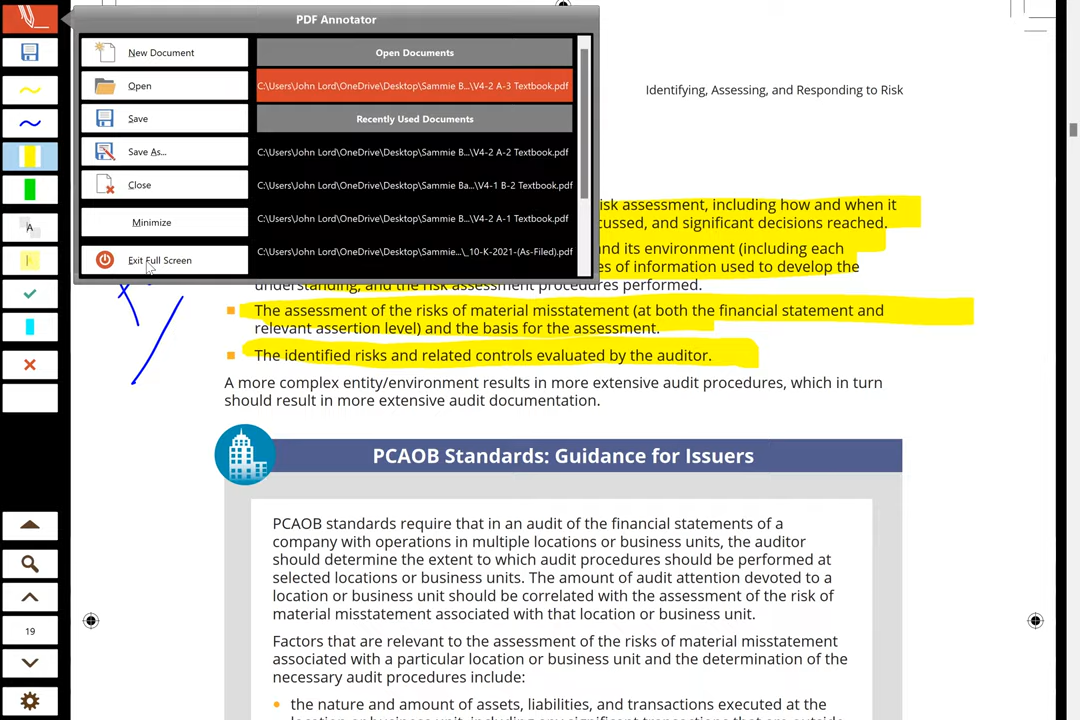 PDF Annotator
New Document
Open
Save
Save As...
Close
Minimize
Exit Full Screen
Open Documents
C:\Users\John Lord\OneDrive\Desktop\Sammie B...\V4-2 A-3 Textbook.pdf
Recently Used Documents
C:\Users\John Lord\OneDrive\Desktop\Sammie B...\V4-2 A-2 Textbook.pdf
C:\Users\John Lord\OneDrive\Desktop\Sammie Ba...\V4-1 B-2 Textbook.pdf
C:\Users\John Lord\OneDrive\Desktop\Sammie B...\V4-2 A-1 Textbook.pdf
C:\Users\John Lord\OneDrive\Desktop\Sammie...\_10-K-2021-(As-Filed).pdf
A
19
Identifying, Assessing, and Responding to Risk
isk assessment, including how and when it
cussed, and significant decisions reached.
and its environment (including each
es of information used to develop the
understanding, and the risk assessment procedures performed.
The assessment of the risks of material misstatement (at both the financial statement and
relevant assertion level) and the basis for the assessment.
The identified risks and related controls evaluated by the auditor.
A more complex entity/environment results in more extensive audit procedures, which in turn
should result in more extensive audit documentation.
PCAOB Standards: Guidance for Issuers
PCAOB standards require that in an audit of the financial statements of a
company with operations in multiple locations or business units, the auditor
should determine the extent to which audit procedures should be performed at
selected locations or business units. The amount of audit attention devoted to a
location or business unit should be correlated with the assessment of the risk of
material misstatement associated with that location or business unit.
Factors that are relevant to the assessment of the risks of material misstatement
associated with a particular location or business unit and the determination of the
necessary audit procedures include:
the nature and amount of assets, liabilities, and transactions executed at the
location or business unit, including any significant transactions that are outside